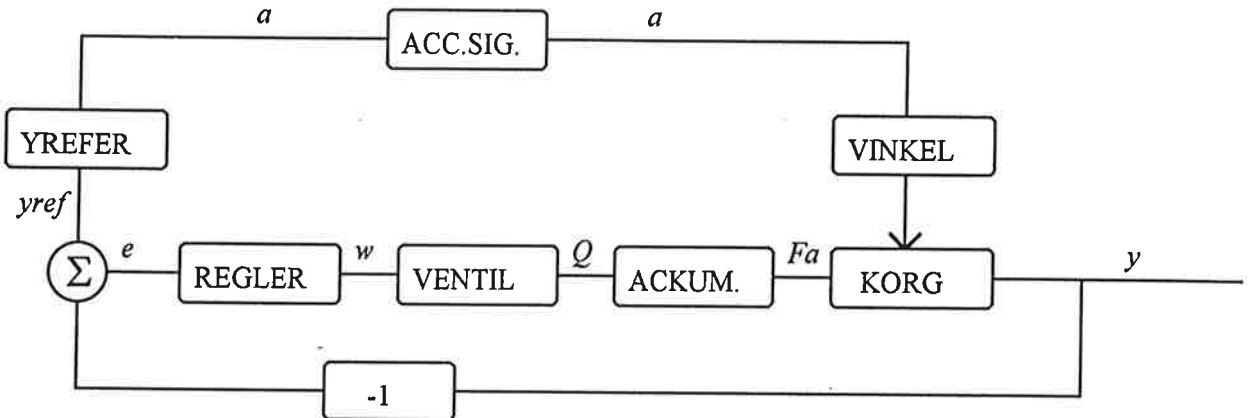 a
a
ACC.SIG.
YREFER
VINKEL
yref
e
w
Q
Fa
y
Σ
REGLER
VENTIL
ACKUM.
KORG
-1